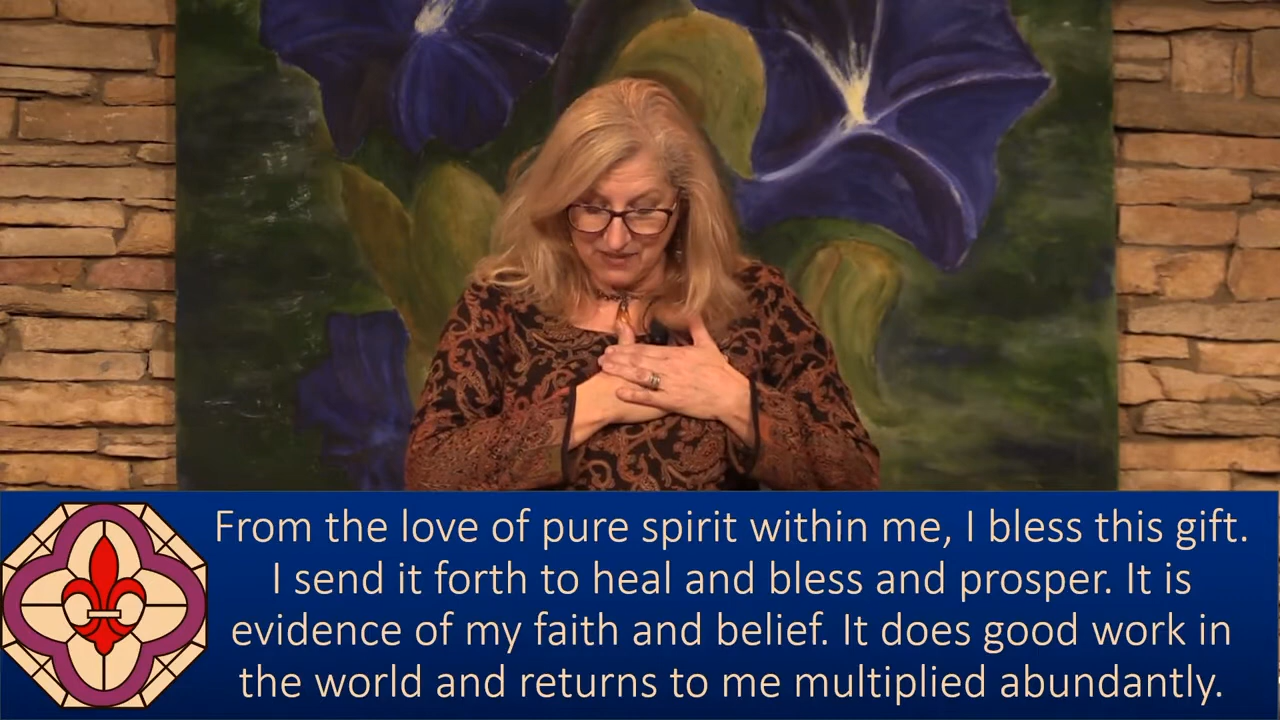 From the love of pure spirit within me, I bless this gift.
I send it forth to heal and bless and prosper. It is
evidence of my faith and belief. It does good work in
the world and returns to me multiplied abundantly.